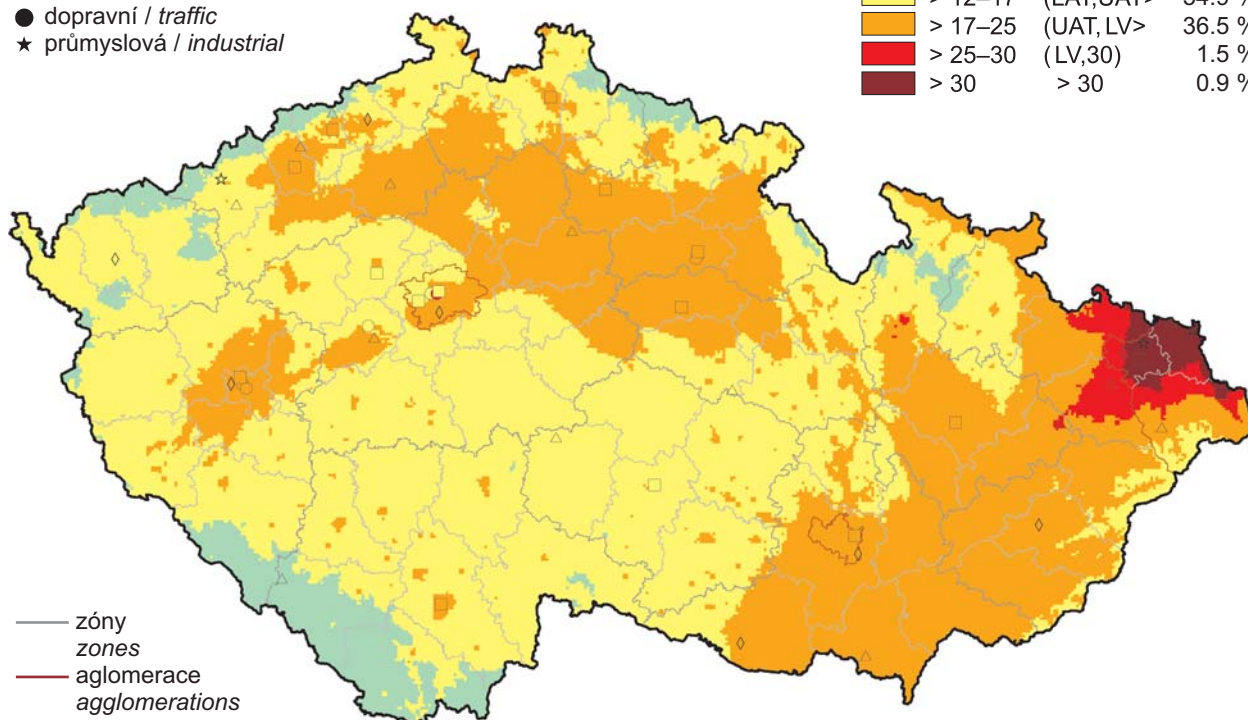 dopravní / traffic
průmyslová / industrial
> 17–25 (UAT, LV> 36.5 %
> 25–30 (LV,30) 1.5 %
> 30 > 30 0.9 %
zóny
zones
aglomerace
agglomerations